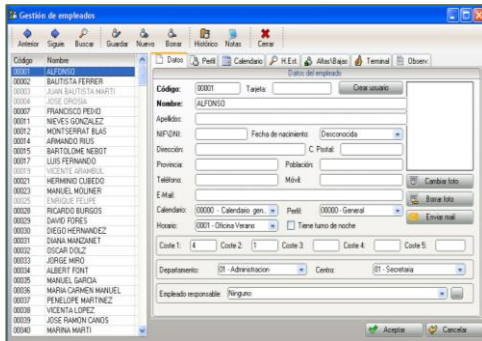 Gestión de empleados
Anterior Siguie. Buscar Guardar Nuevo Borrar Histórico Notas Cerrar
Código Nombre
00001 ALFONSO
00002 BAUTISTA FERRER
00003 JUAN BAUTISTA MARTI
00004 JOSE OROSIA
00007 FRANCISCO PEIXO
00011 NIEVES GONZALEZ
00012 MONTSERRAT BLAS
00014 ARMANDO RIUS
00015 BARTOLOME NEBOT
00017 LUIS FERNANDO
00019 VICENTE ARAMBUL
00021 HERMINIO CUBEDO
00023 MANUEL MOLINER
00025 ENRIQUE FELIPE
00028 RICARDO BURGOS
00029 DAVID FORES
00030 DIEGO HERNANDEZ
00031 DIANA MANZANET
00032 OSCAR DOLZ
00033 JORGE MIRO
00034 ALBERT FONT
00035 MANUEL GARCIA
00036 MARIA CARMEN MANUEL
00037 PENELOPE MARTINEZ
00038 VICENTA LOPEZ
00039 JOSE RAMON CANOS
00040 MARINA MARTI
Datos Perfil Calendario H.Est. Altas\Bajas Terminal Observ.
Datos del empleado
Código: 00001 Tarjeta: Crear usuario
Nombre: ALFONSO
Apellidos:
NIF\DNI: Fecha de nacimiento: Desconocida
Dirección: C. Postal:
Provincia: Población:
Teléfono: Móvil:
E-Mail:
Calendario: 00000 - Calendario gen... Perfil: 00000 - General
Horario: 0001 - Oficina Verano Tiene turno de noche
Cambiar foto
Borrar foto
Enviar mail
Coste 1: 4 Coste 2: 1 Coste 3: Coste 4: Coste 5:
Departamento: 01 - Administracion Centro: 01 - Secretaria
Empleado responsable: Ninguno ...
Aceptar Cancelar